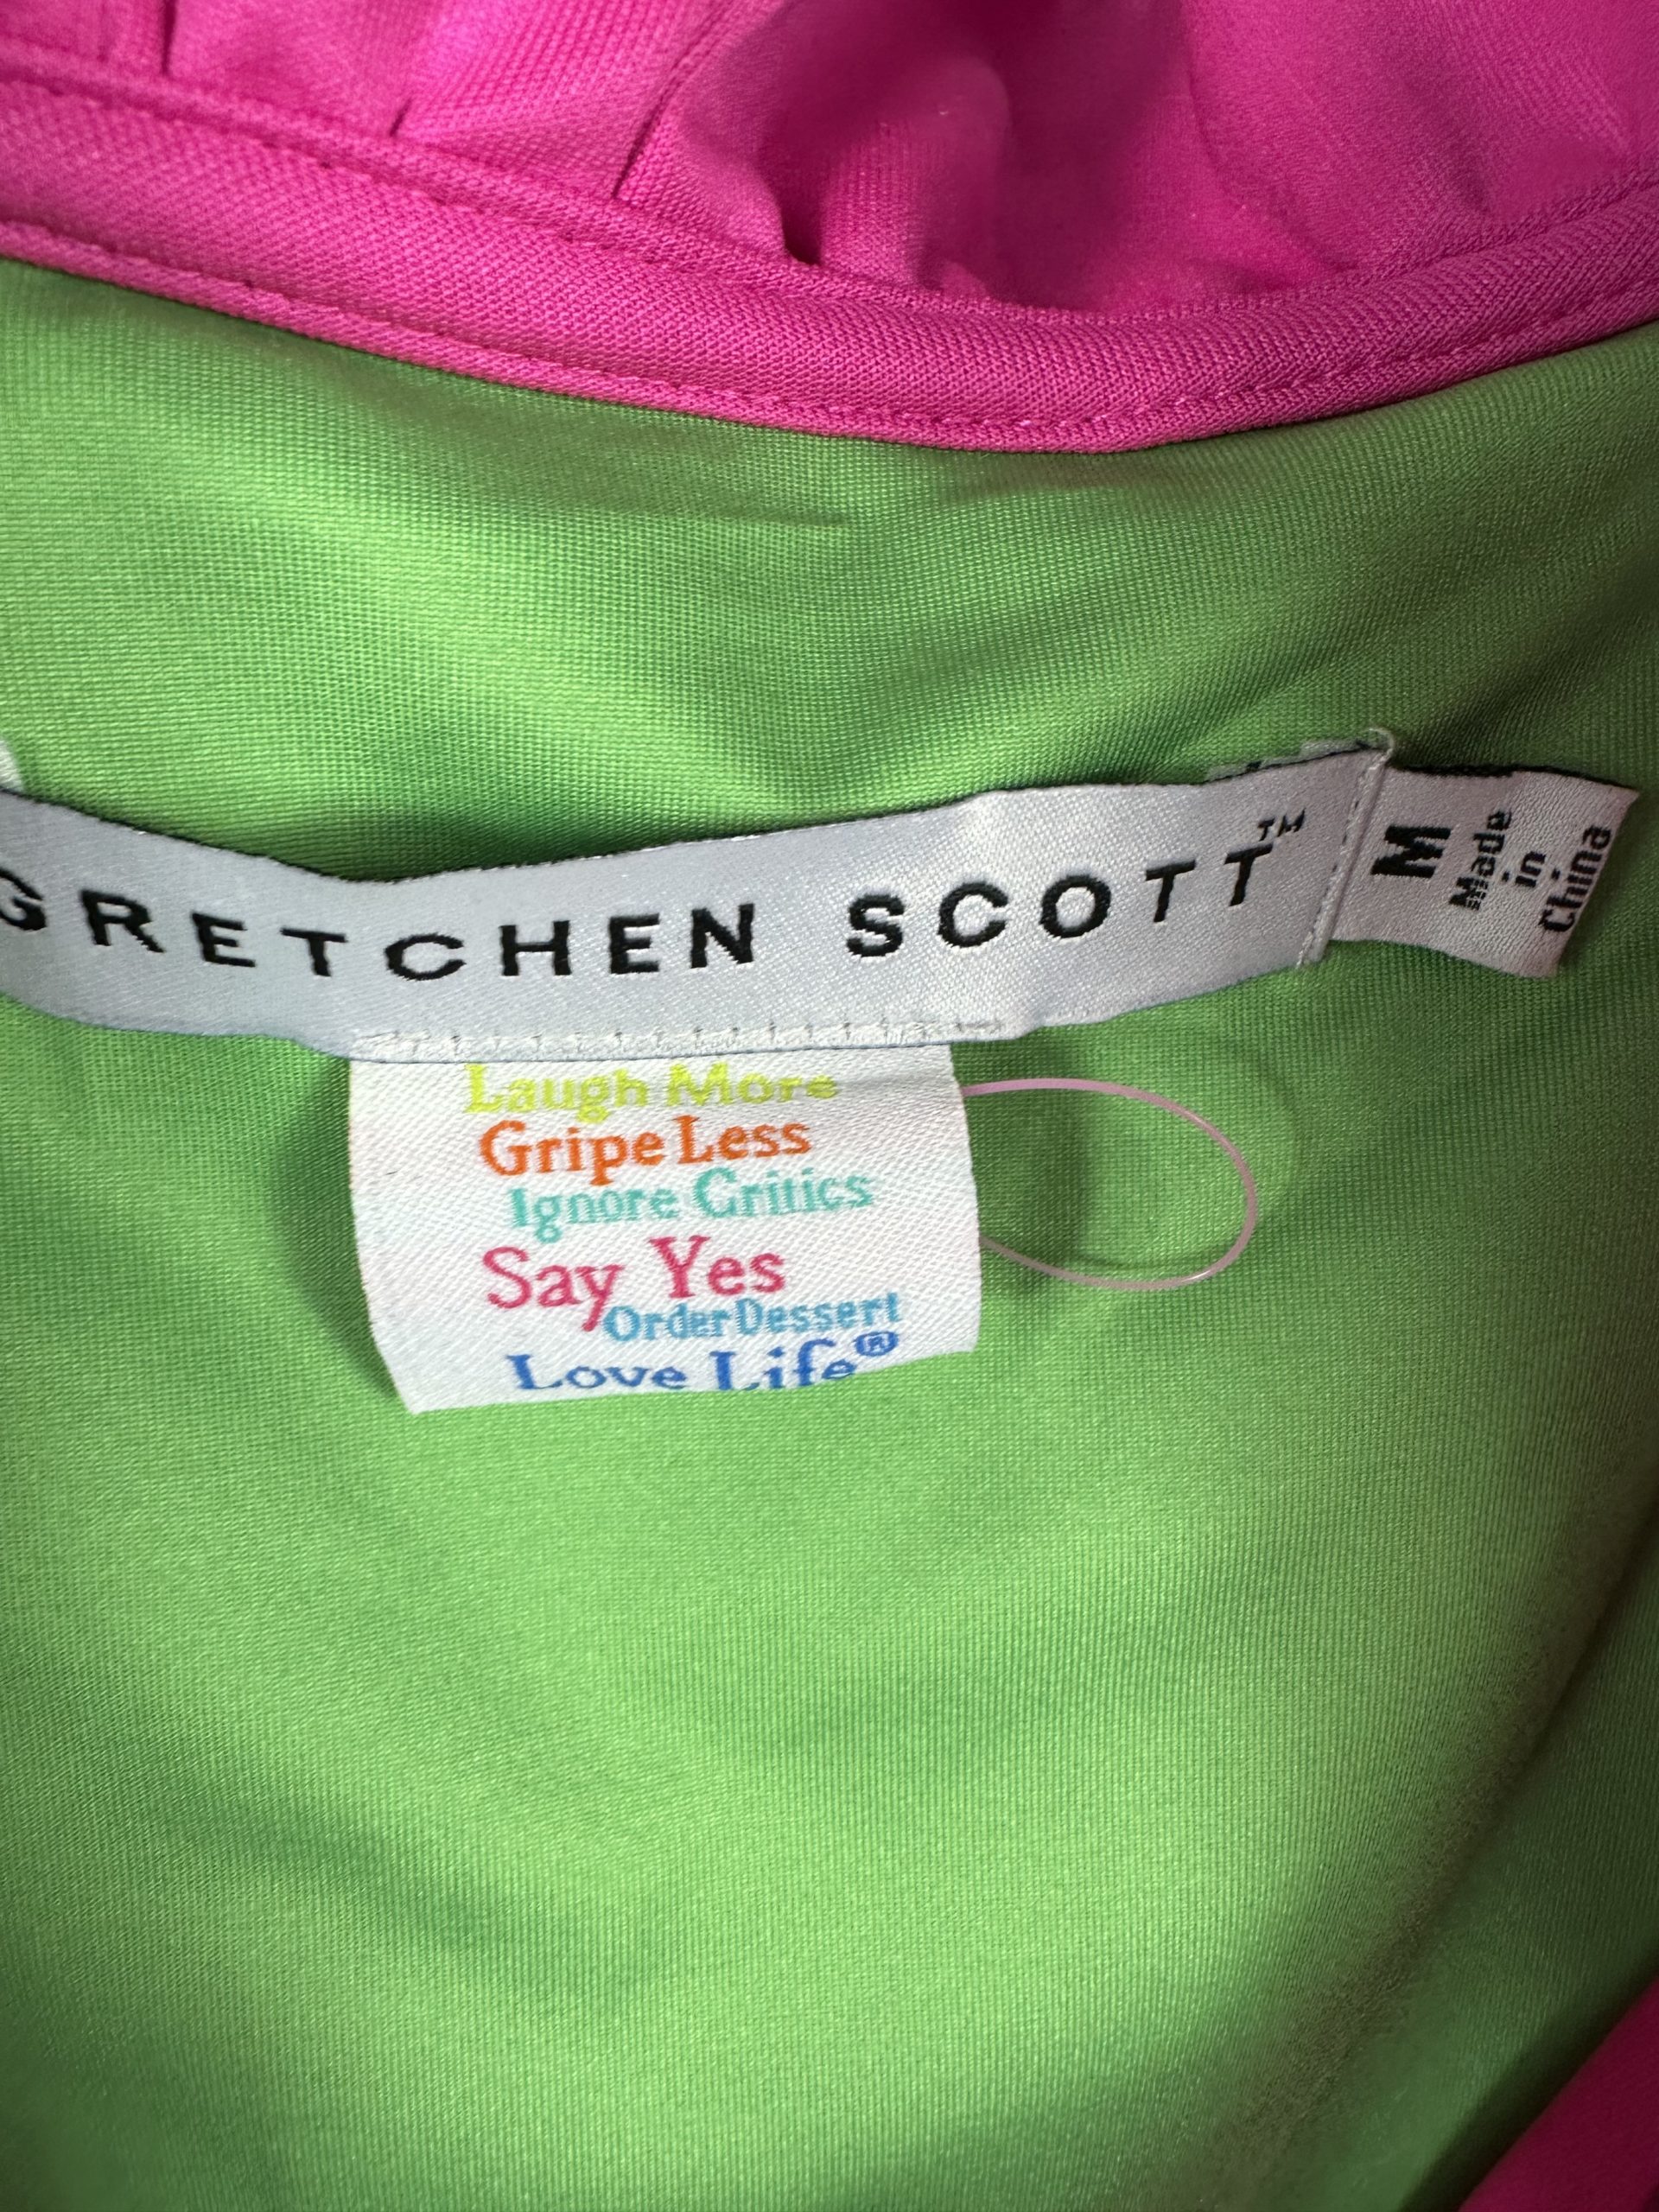 GRETCHEN SCOTT™
M
Made
in
China
Laugh More
Gripe Less
Ignore Critics
Say Yes
Order Dessert
Love Life®